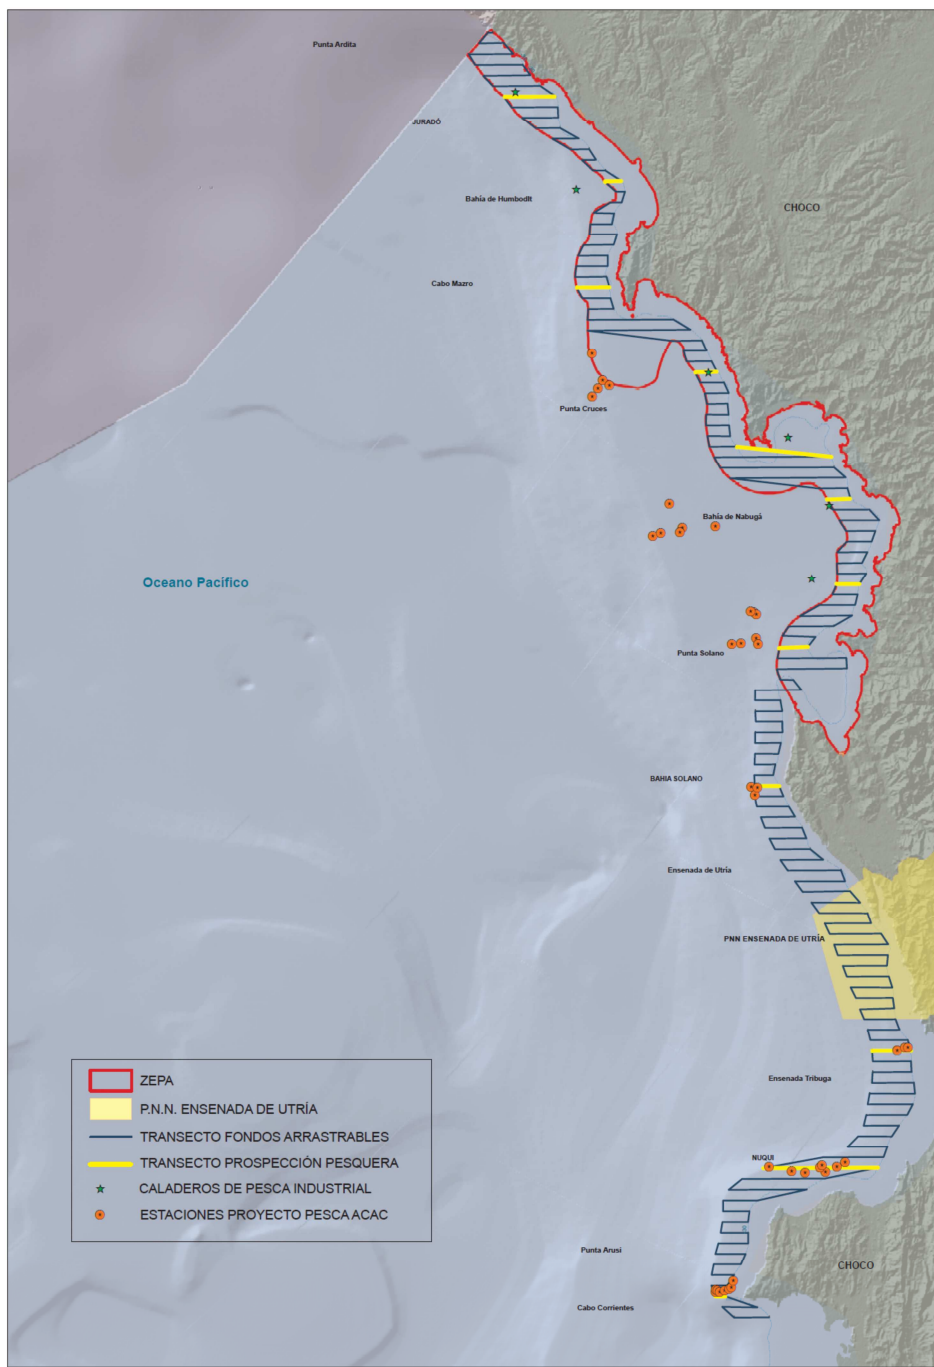 Punta Ardita
JURADÓ
Bahía de Humbodlt
CHOCO
Cabo Mazro
Punta Cruces
Bahía de Nabugá
Oceano Pacífico
Punta Solano
BAHIA SOLANO
Ensenada de Utría
PNN ENSENADA DE UTRÍA
Ensenada Tribuga
ZEPA
P.N.N. ENSENADA DE UTRÍA
TRANSECTO FONDOS ARRASTRABLES
TRANSECTO PROSPECCIÓN PESQUERA
NUQUI
CALADEROS DE PESCA INDUSTRIAL
ESTACIONES PROYECTO PESCA ACAC
Punta Arusi
CHOCO
Cabo Corrientes